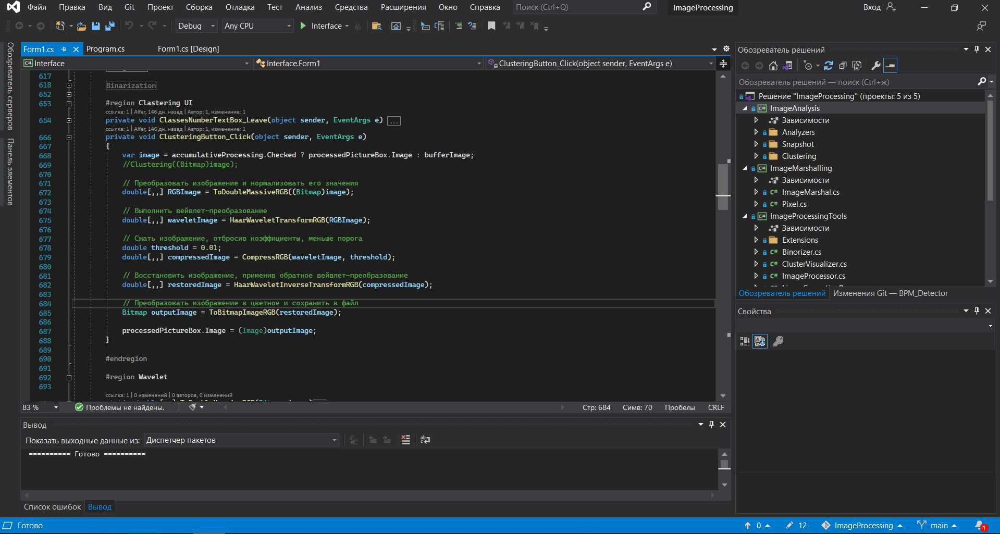 Файл Правка Вид Git Проект Сборка Отладка Тест Анализ Средства Расширения Окно Справка Поиск (Ctrl+Q) ImageProcessing Вход
Debug Any CPU Interface
Обозреватель серверов
Панель элементов
Form1.cs Program.cs Form1.cs [Design]
C# Interface Interface.Form1 ClusteringButton_Click(object sender, EventArgs e)
617
618 Binarization
652
653 #region Clastering UI
ссылка: 1 | Alfer, 146 дн. назад | Автор: 1, изменение: 1
654 private void ClassesNumberTextBox_Leave(object sender, EventArgs e) ...
ссылка: 1 | Alfer, 146 дн. назад | Автор: 1, изменение: 1
666 private void ClusteringButton_Click(object sender, EventArgs e)
667 {
668 var image = accumulativeProcessing.Checked ? processedPictureBox.Image : bufferImage;
669 //Clustering((Bitmap)image);
670
671 // Преобразовать изображение и нормализовать его значения
672 double[,,] RGBImage = ToDoubleMassiveRGB((Bitmap)image);
673
674 // Выполнить вейвлет-преобразование
675 double[,,] waveletImage = HaarWaveletTransformRGB(RGBImage);
676
677 // Сжать изображение, отбросив коэффициенты, меньше порога
678 double threshold = 0.01;
679 double[,,] compressedImage = CompressRGB(waveletImage, threshold);
680
681 // Восстановить изображение, применив обратное вейвлет-преобразование
682 double[,,] restoredImage = HaarWaveletInverseTransformRGB(compressedImage);
683
684 // Преобразовать изображение в цветное и сохранить в файл
685 Bitmap outputImage = ToBitmapImageRGB(restoredImage);
686
687 processedPictureBox.Image = (Image)outputImage;
688 }
689
690 #endregion
691
692 #region Wavelet
693
ссылка: 1 | 0 изменений | 0 авторов, 0 изменений
83 % Проблемы не найдены. Стр: 684 Симв: 70 Пробелы CRLF
Вывод
Показать выходные данные из: Диспетчер пакетов
========== Готово ==========
Список ошибок Вывод
Обозреватель решений
Обозреватель решений — поиск (Ctrl+ж)
Решение "ImageProcessing" (проекты: 5 из 5)
C# ImageAnalysis
Зависимости
Analyzers
Snapshot
Clustering
C# ImageMarshalling
Зависимости
C# ImageMarshal.cs
C# Pixel.cs
C# ImageProcessingTools
Зависимости
Extensions
C# Binorizer.cs
C# ClusterVisualizer.cs
C# ImageProcessor.cs
Обозреватель решений Изменения Git — BPM_Detector
Свойства
Готово 0 12 ImageProcessing main 1